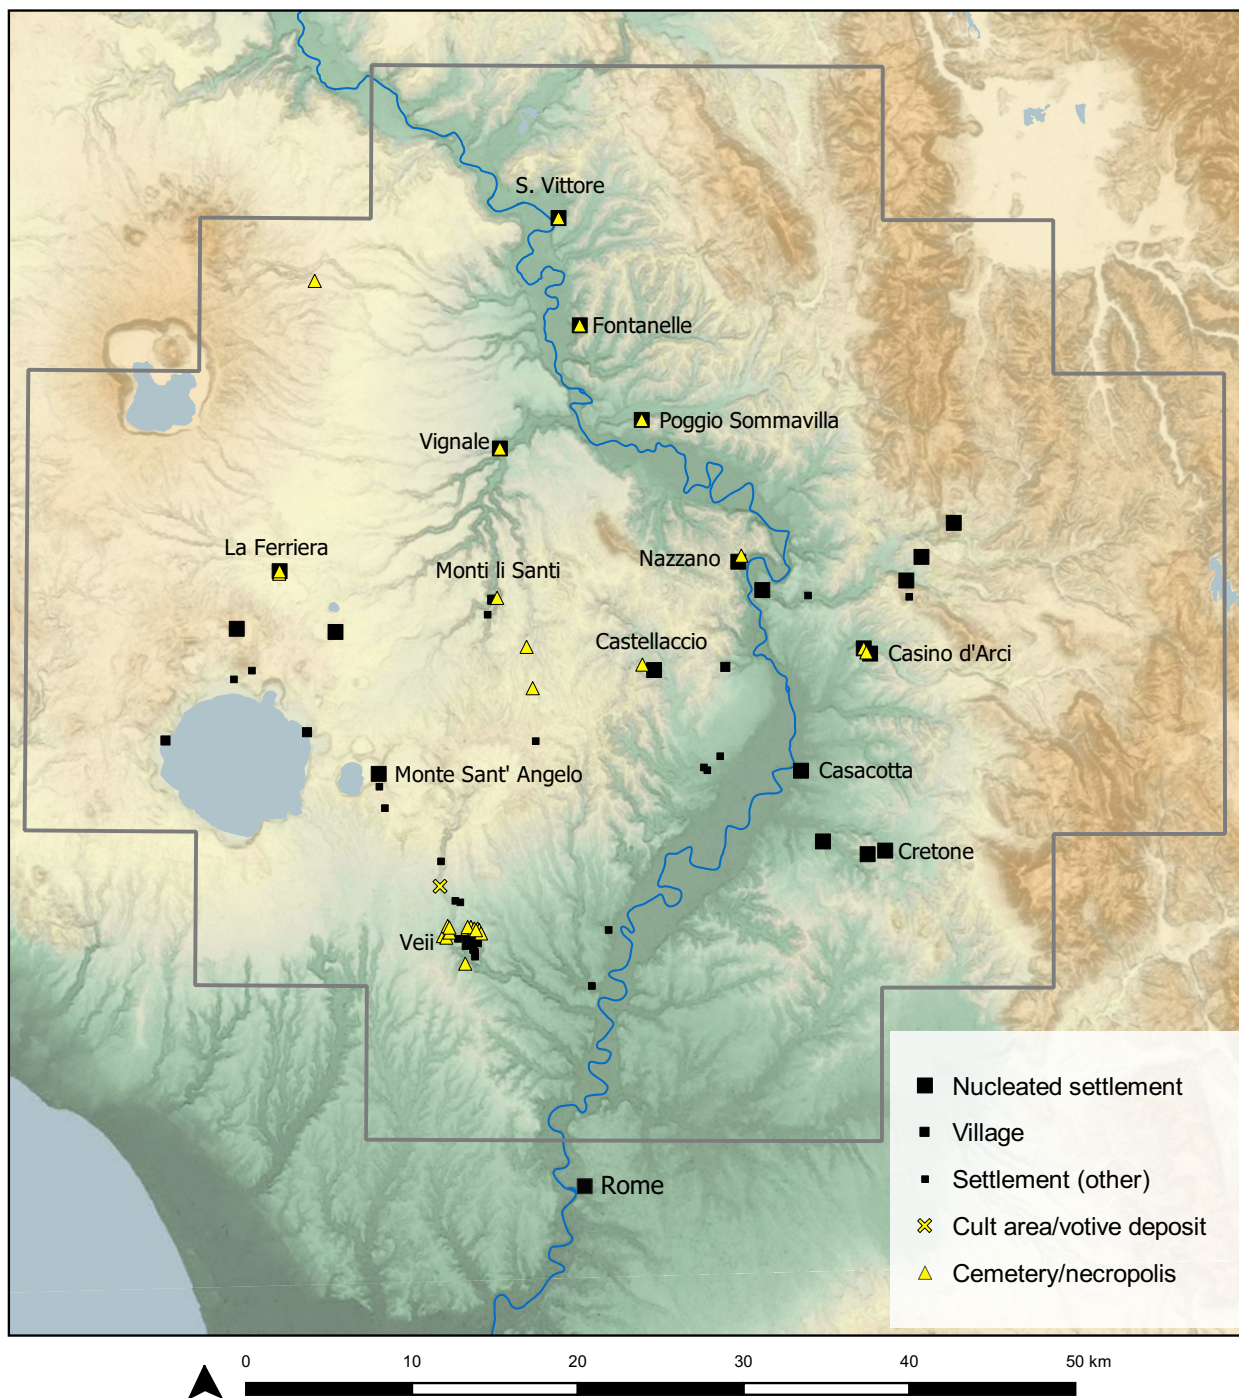 S. Vittore
Fontanelle
Poggio Sommavilla
Vignale
La Ferriera
Nazzano
Monti li Santi
Castellaccio
Casino d'Arci
Monte Sant' Angelo
Casacotta
Cretone
Veii
Rome
Nucleated settlement
Village
Settlement (other)
Cult area/votive deposit
Cemetery/necropolis
0 10 20 30 40 50 km